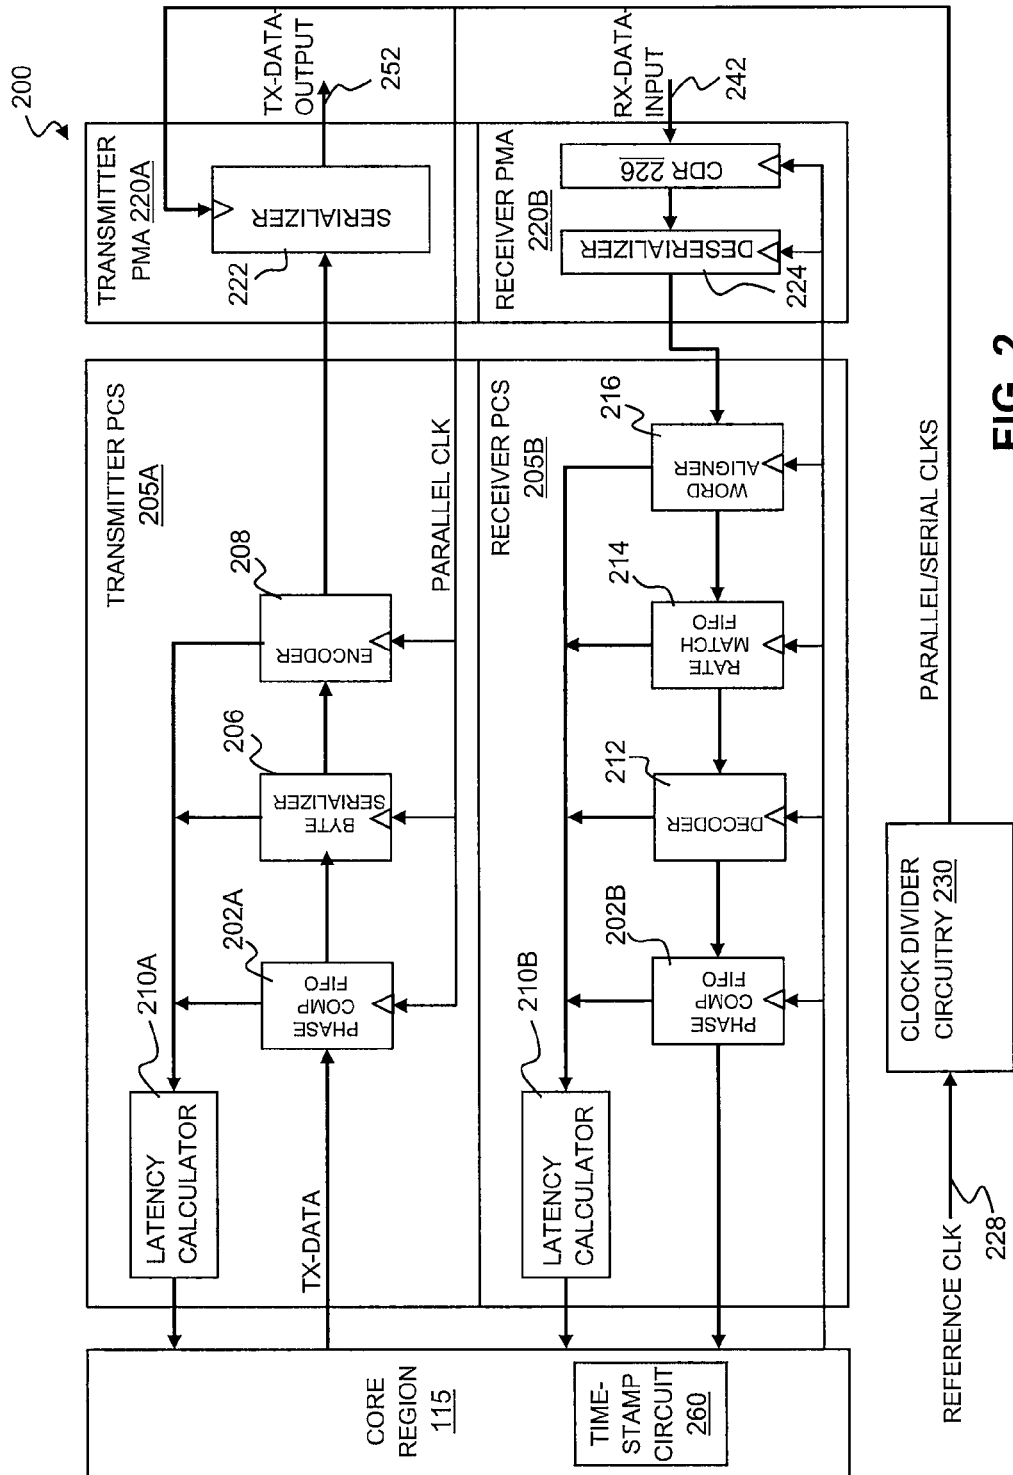 200
TRANSMITTER
PMA 220A
222
SERIALIZER
TX-DATA-
OUTPUT
252
RECEIVER PMA
220B
DESERIALIZER
224
CDR 226
RX-DATA-
INPUT
242
TRANSMITTER PCS
205A
LATENCY
CALCULATOR
210A
TX-DATA
PHASE
COMP
FIFO
202A
BYTE
SERIALIZER
206
ENCODER
208
PARALLEL CLK
RECEIVER PCS
205B
LATENCY
CALCULATOR
210B
PHASE
COMP
FIFO
202B
DECODER
212
RATE
MATCH
FIFO
214
WORD
ALIGNER
216
CORE
REGION
115
TIME-
STAMP
CIRCUIT
260
REFERENCE CLK
228
CLOCK DIVIDER
CIRCUITRY 230
PARALLEL/SERIAL CLKS
FIG. 2